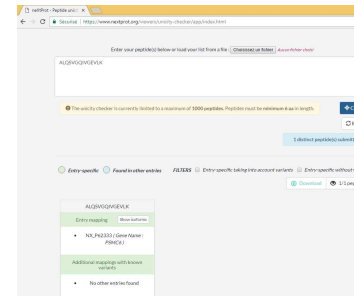 neXtProt - Peptide unicit ×
Sécurisé | https://www.nextprot.org/viewers/unicity-checker/app/index.html
Enter your peptide(s) below or load your list from a file : Choisissez un fichier Aucun fichier choisi
ALQSVGQIVGEVLK
The unicity checker is currently limited to a maximum of 1000 peptides. Peptides must be minimum 6 aa in length.
1 distinct peptide(s) submitt
Entry-specific Found in other entries FILTERS Entry-specific taking into account variants Entry-specific without
Download 1/1 pep
ALQSVGQIVGEVLK
Entry mapping Show isoforms
• NX_P62333 ( Gene Name :
PSMC6 )
Additional mappings with known
variants
• No other entries found